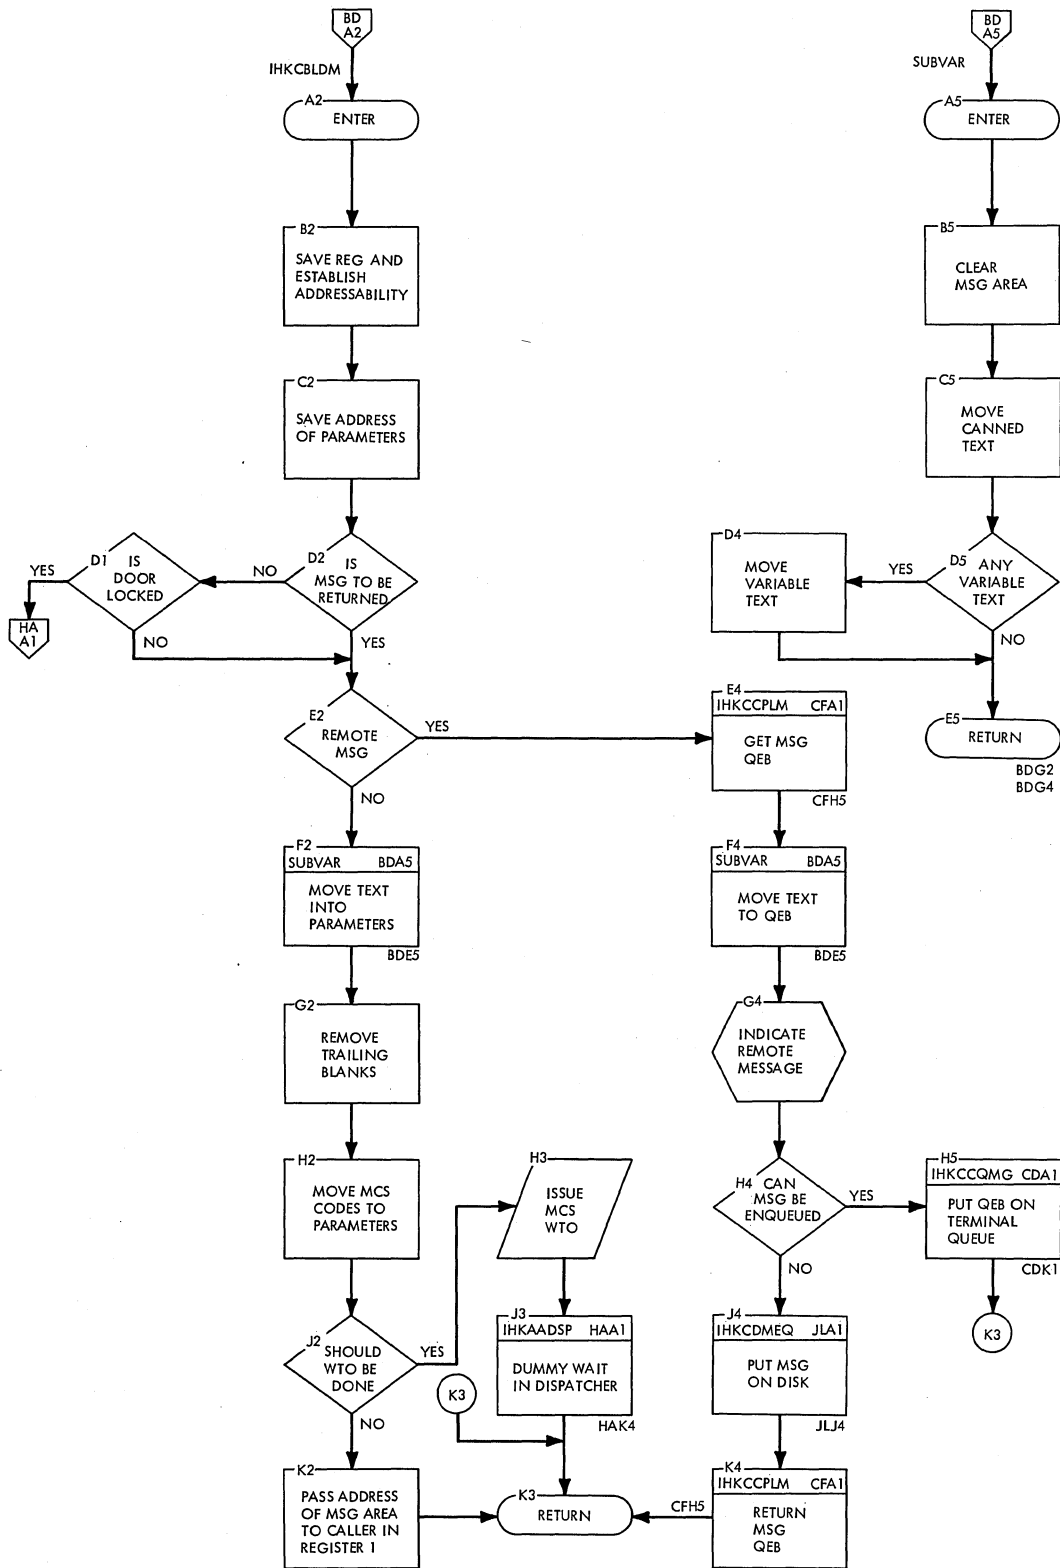 BD
A2
IHKCBLDM
A2
ENTER
B2
SAVE REG AND
ESTABLISH
ADDRESSABILITY
C2
SAVE ADDRESS
OF PARAMETERS
D2
IS
MSG TO BE
RETURNED
NO
YES
D1
IS
DOOR
LOCKED
YES
NO
HA
A1
E2
REMOTE
MSG
YES
NO
F2
SUBVAR BDA5
MOVE TEXT
INTO
PARAMETERS
BDE5
G2
REMOVE
TRAILING
BLANKS
H2
MOVE MCS
CODES TO
PARAMETERS
J2
SHOULD
WTO BE
DONE
YES
NO
K2
PASS ADDRESS
OF MSG AREA
TO CALLER IN
REGISTER 1
H3
ISSUE
MCS
WTO
J3
IHKAADSP HAA1
DUMMY WAIT
IN DISPATCHER
HAK4
K3
K3
RETURN
E4
IHKCCPLM CFA1
GET MSG
QEB
CFH5
F4
SUBVAR BDA5
MOVE TEXT
TO QEB
BDE5
G4
INDICATE
REMOTE
MESSAGE
H4
CAN
MSG BE
ENQUEUED
YES
NO
H5
IHKCCQMG CDA1
PUT QEB ON
TERMINAL
QUEUE
CDK1
K3
J4
IHKCDMEQ JLA1
PUT MSG
ON DISK
JLJ4
K4
IHKCCPLM CFA1
RETURN
MSG
QEB
CFH5
BD
A5
SUBVAR
A5
ENTER
B5
CLEAR
MSG AREA
C5
MOVE
CANNED
TEXT
D5
ANY
VARIABLE
TEXT
YES
NO
D4
MOVE
VARIABLE
TEXT
E5
RETURN
BDG2
BDG4